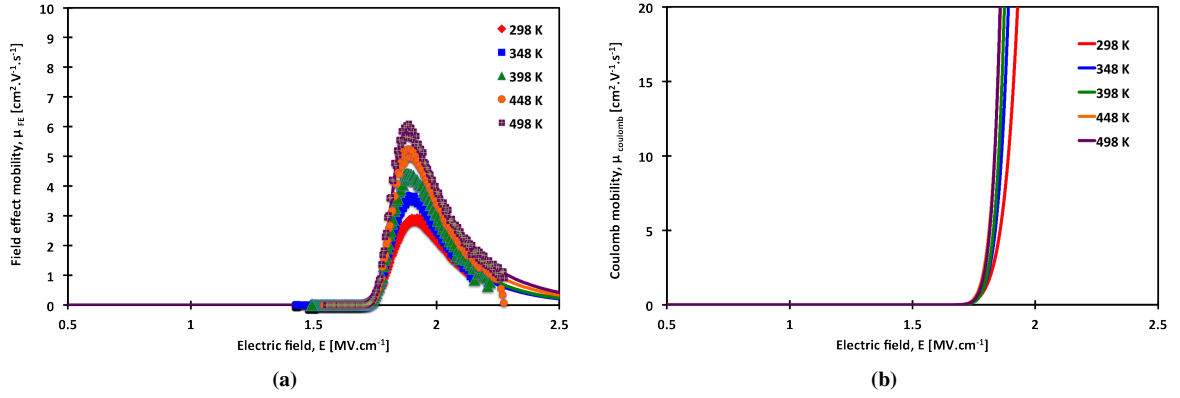 10
9
8
7
6
5
4
3
2
1
0
0.5
1
1.5
2
2.5
Field effect mobility, μ FE [cm².V⁻¹.s⁻¹]
Electric field, E [MV.cm⁻¹]
298 K
348 K
398 K
448 K
498 K
(a)
20
15
10
5
0
0.5
1
1.5
2
2.5
Coulomb mobility, μ coulomb [cm².V⁻¹.s⁻¹]
Electric field, E [MV.cm⁻¹]
298 K
348 K
398 K
448 K
498 K
(b)